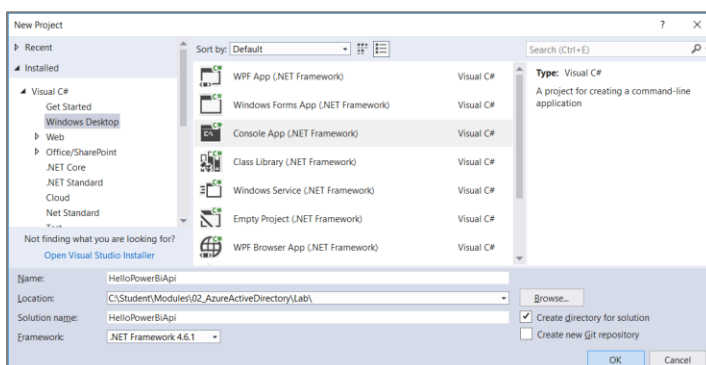 New Project
? ×
Recent
Installed
Visual C#
Get Started
Windows Desktop
Web
Office/SharePoint
.NET Core
.NET Standard
Cloud
Net Standard
Not finding what you are looking for?
Open Visual Studio Installer
Sort by: Default
WPF App (.NET Framework) Visual C#
Windows Forms App (.NET Framework) Visual C#
Console App (.NET Framework) Visual C#
Class Library (.NET Framework) Visual C#
Windows Service (.NET Framework) Visual C#
Empty Project (.NET Framework) Visual C#
WPF Browser App (.NET Framework) Visual C#
Search (Ctrl+E)
Type: Visual C#
A project for creating a command-line
application
Name: HelloPowerBiApi
Location: C:\Student\Modules\02_AzureActiveDirectory\Lab\ Browse...
Solution name: HelloPowerBiApi Create directory for solution
Framework: .NET Framework 4.6.1 Create new Git repository
OK Cancel